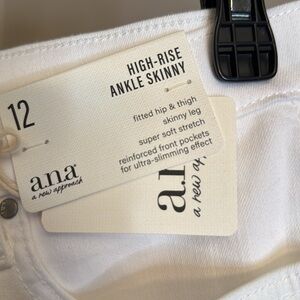 12
HIGH-RISE
ANKLE SKINNY
fitted hip & thigh
skinny leg
super soft stretch
reinforced front pockets
for ultra-slimming effect
a.n.a
a new approach
a.n
a new app